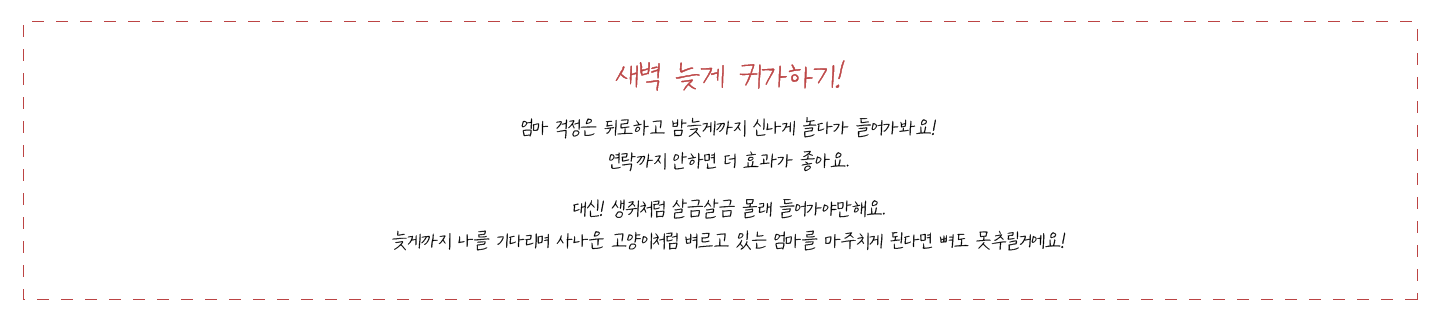 새벽 늦게 귀가하기!
엄마 걱정은 뒤로하고 밤늦게까지 신나게 놀다가 들어가봐요!
연락까지 안하면 더 효과가 좋아요.
대신! 생쥐처럼 살금살금 몰래 들어가야만해요.
늦게까지 나를 기다리며 사나운 고양이처럼 벼르고 있는 엄마를 마주치게 된다면 뼈도 못추릴거에요!